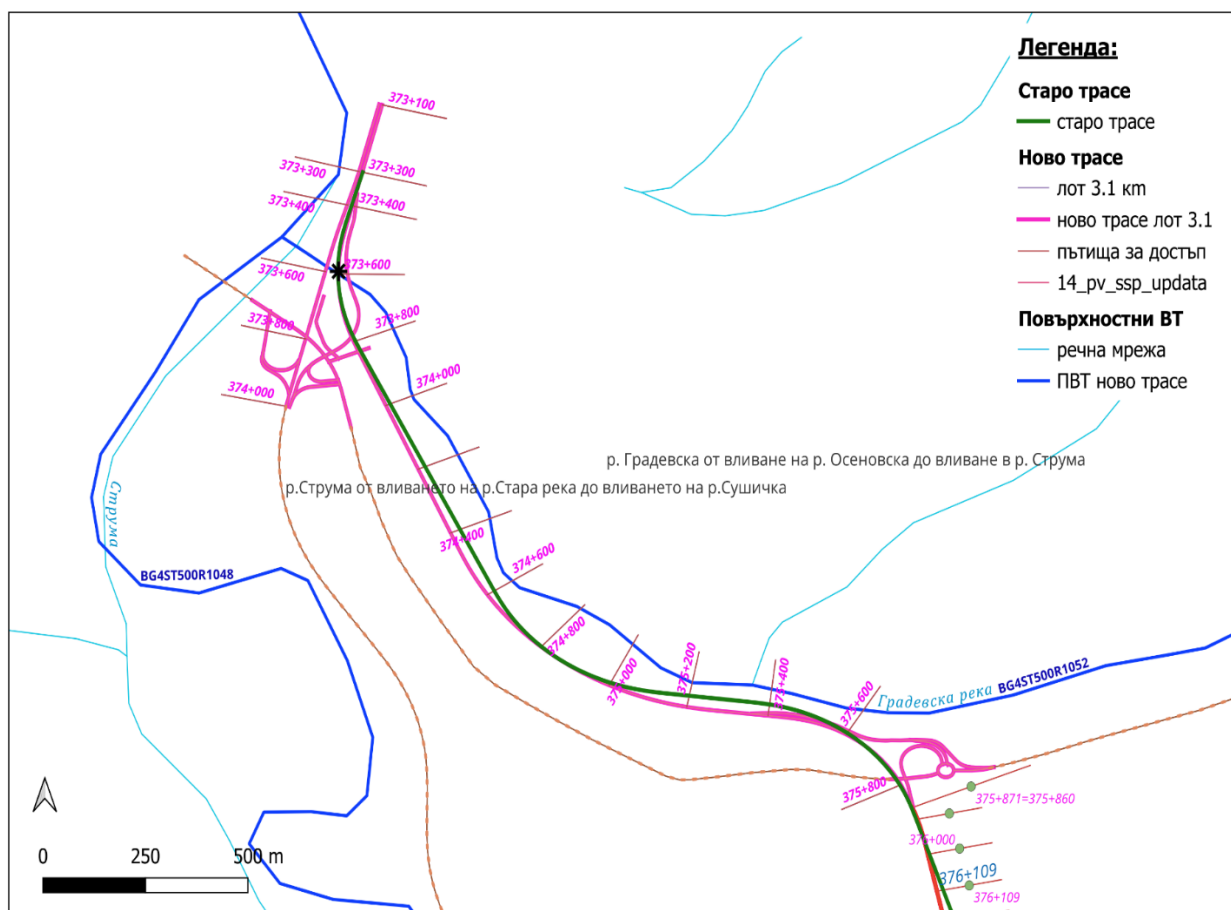 Легенда:
Старо трасе
старо трасе
Ново трасе
лот 3.1 кm
ново трасе лот 3.1
пътища за достъп
14_pv_ssp_updata
Повърхностни ВТ
речна мрежа
ПВТ ново трасе
373+100
373+300
373+300
373+400
373+400
373+600
373+600
373+800
373+800
374+000
374+000
р. Градевска от вливане на р. Осеновска до вливане в р. Струма
р.Струма от вливането на р.Стара река до вливането на р.Сушичка
Струма
374+400
374+600
BG4ST500R1048
374+800
375+000
375+200
375+400
375+600
Градевска река
BG4ST500R1052
375+800
375+871=375+860
376+000
376+109
376+109
0
250
500 m